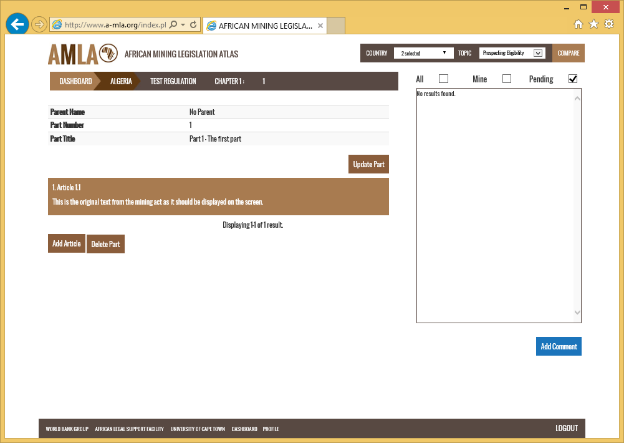 http://www.a-mla.org/index.pl
AFRICAN MINING LEGISLA...
AMLA AFRICAN MINING LEGISLATION ATLAS
COUNTRY 2 selected TOPIC Prospecting Eligibility COMPARE
DASHBOARD ALGERIA TEST REGULATION CHAPTER 1 : 1
All Mine Pending
No results found.
Parent Name No Parent
Part Number 1
Part Title Part 1 - The first part
Update Part
1. Article 1.1
This is the original text from the mining act as it should be displayed on the screen.
Displaying 1-1 of 1 result.
Add Article Delete Part
Add Comment
WORLD BANK GROUP AFRICAN LEGAL SUPPORT FACILITY UNIVERSITY OF CAPE TOWN DASHBOARD PROFILE LOGOUT